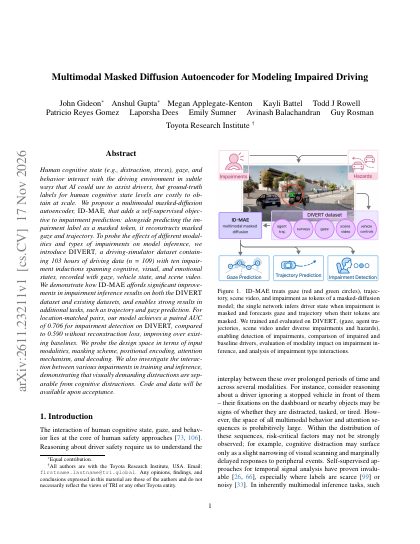 Multimodal Masked Diffusion Autoencoder for Modeling Impaired Driving
John Gideon* Anshul Gupta* Megan Applegate-Kenton Kayli Battel Todd J Rowell
Patricio Reyes Gomez Laporsha Dees Emily Sumner Avinash Balachandran Guy Rosman
Toyota Research Institute †
arXiv:2611.23211v1 [cs.CV] 17 Nov 2026
Abstract
Human cognitive state (e.g., distraction, stress), gaze, and
behavior interact with the driving environment in subtle
ways that AI could use to assist drivers, but ground-truth
labels for human cognitive levels are costly to ob-
tain at scale. We propose a multimodal masked-diffusion
autoencoder, ID-MAE, that adds a self-supervised objec-
tive to impairment prediction: alongside predicting the im-
pairment label as a masked token, it reconstructs masked
gaze and trajectory. To probe the effects of different modal-
ities and types of impairments on model inference, we in-
troduce DIVERT, a driving-simulator dataset containing
103 hours of driving data (n = 109) with ten impair-
ment inductions spanning cognitive, visual, and emotional
states, recorded with gaze, vehicle state, and scene video.
We demonstrate how ID-MAE affords significant improve-
ments in impairment inference results on both the DIVERT
dataset and existing datasets, and enables strong results in
additional tasks, such as trajectory and gaze prediction. For
location-matched pairs, our model achieves a paired AUC
of 0.706 for impairment detection on DIVERT, compared
to 0.590 without reconstruction loss, improving over exist-
ing baselines. We probe the design space in terms of input
modalities, masking scheme, positional encoding, attention
mechanism, and decoding. We also investigate the interac-
tion between various impairments in training and inference,
demonstrating that visually demanding distractions are sep-
arable from cognitive distractions. Code and data will be
available upon acceptance.
1. Introduction
The interaction of human cognitive state, gaze, and behav-
ior lies at the core of human safety approaches [73, 106].
Reasoning about driver safety require us to understand the
*Equal contribution.
†All authors are with the Toyota Research Institute, USA. Email:
firstname.lastname@tri.global. Any opinions, findings, and
conclusions expressed in this material are those of the authors and do not
necessarily reflect the views of TRI or any other Toyota entity.
Impairments
Hazards
ID-MAE
multimodal masked
diffusion
DIVERT dataset
agent
traj
surveys
gaze
scene
video
vehicle
controls
Gaze Prediction
Trajectory Prediction
Impairment Detection
Figure 1. ID-MAE treats gaze (red and green circles), trajectory,
scene video, and impairment as tokens of a masked-diffusion
model; the single network infers driver state when impairment is
masked and forecasts gaze and trajectory when their tokens are
masked. We trained and evaluated on DIVERT (gaze, agent tra-
jectories, scene video under diverse impairments and hazards),
enabling detection of impairments, comparison of impaired and
baseline drivers, evaluation of modality impact on impairment in-
ference, and analysis of impairment type interactions.
interplay between these over prolonged periods of time and
across several modalities. For instance, consider reasoning
about a driver ignoring a stopped vehicle in front of them
– their fixations on the dashboard or nearby objects may be
signs of whether they are distracted, tasked, or tired. How-
ever, the space of all multimodal behavior and attention
sequences is prohibitively large. Within the distribution of
these sequences, risk-critical factors may not be strongly
observed; for example, cognitive distraction may surface
only as a slight narrowing of visual scanning and marginally
delayed responses to peripheral events. Self-supervised ap-
proaches for temporal signal analysis have proven invaluable
[26, 66], especially where labels are scarce [99] or
noisy [33]. In inherently multimodal inference tasks, such
1